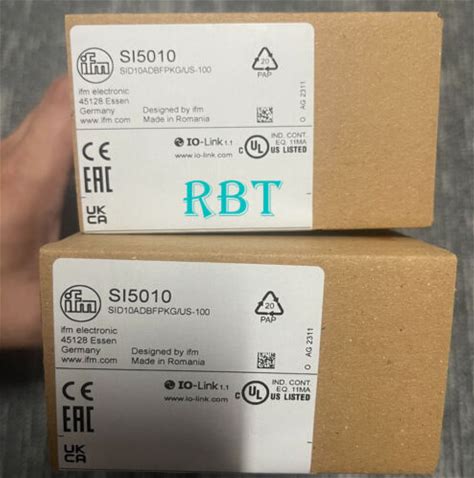 ifm
SI5010
SID10ADBFPKG/US-100
20
PAP
ifm electronic
45128 Essen
Germany
www.ifm.com
Designed by ifm
Made in Romania
O AG 2311
IO-Link 1.1
www.io-link.com
C UL US LISTED
IND. CONT.
EQ. 11MA
CE
EAC
UK
CA
RBT
ifm
SI5010
SID10ADBFPKG/US-100
20
PAP
ifm electronic
45128 Essen
Germany
www.ifm.com
Designed by ifm
Made in Romania
O AG 2311
IO-Link 1.1
www.io-link.com
C UL US LISTED
IND. CONT.
EQ. 11MA
CE
EAC
UK
CA